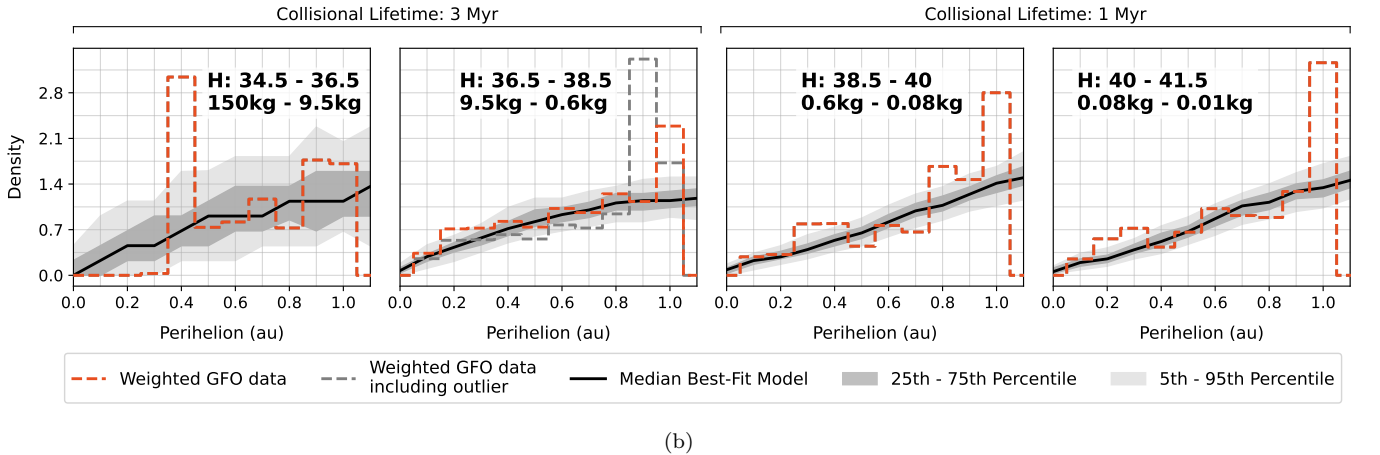 Collisional Lifetime: 3 Myr
Collisional Lifetime: 1 Myr
Density
2.8
2.1
1.4
0.7
0.0
H: 34.5 - 36.5
150kg - 9.5kg
0.0 0.2 0.4 0.6 0.8 1.0
Perihelion (au)
H: 36.5 - 38.5
9.5kg - 0.6kg
0.0 0.2 0.4 0.6 0.8 1.0
Perihelion (au)
H: 38.5 - 40
0.6kg - 0.08kg
0.0 0.2 0.4 0.6 0.8 1.0
Perihelion (au)
H: 40 - 41.5
0.08kg - 0.01kg
0.0 0.2 0.4 0.6 0.8 1.0
Perihelion (au)
Weighted GFO data
Weighted GFO data
including outlier
Median Best-Fit Model
25th - 75th Percentile
5th - 95th Percentile
(b)